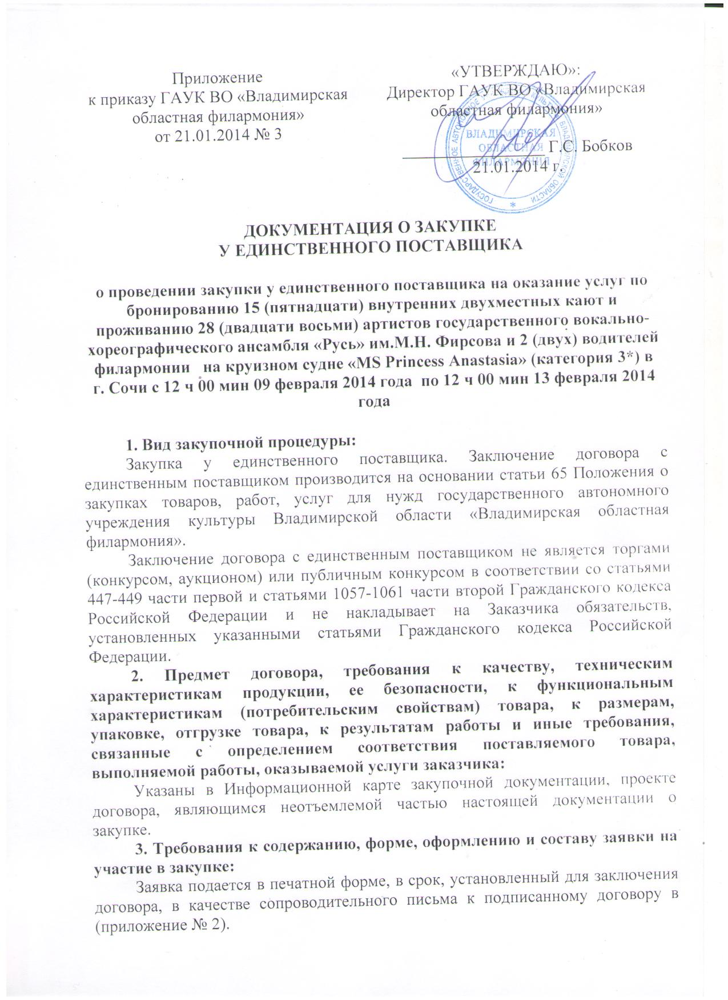 Приложение
к приказу ГАУК ВО «Владимирская
областная филармония»
от 21.01.2014 № 3
«УТВЕРЖДАЮ»:
Директор ГАУК ВО «Владимирская
областная филармония»
Г.С. Бобков
21.01.2014 г.
ГОСУДАРСТВЕННОЕ АВТОНОМНОЕ УЧРЕЖДЕНИЕ КУЛЬТУРЫ ВЛАДИМИРСКОЙ ОБЛАСТИ
ВЛАДИМИРСКАЯ
ОБЛАСТНАЯ
ФИЛАРМОНИЯ
ДОКУМЕНТАЦИЯ О ЗАКУПКЕ
У ЕДИНСТВЕННОГО ПОСТАВЩИКА
о проведении закупки у единственного поставщика на оказание услуг по
бронированию 15 (пятнадцати) внутренних двухместных кают и
проживанию 28 (двадцати восьми) артистов государственного вокально-
хореографического ансамбля «Русь» им.М.Н. Фирсова и 2 (двух) водителей
филармонии на круизном судне «MS Princess Anastasia» (категория 3*) в
г. Сочи с 12 ч 00 мин 09 февраля 2014 года по 12 ч 00 мин 13 февраля 2014
года
1. Вид закупочной процедуры:
Закупка у единственного поставщика. Заключение договора с
единственным поставщиком производится на основании статьи 65 Положения о
закупках товаров, работ, услуг для нужд государственного автономного
учреждения культуры Владимирской области «Владимирская областная
филармония».
Заключение договора с единственным поставщиком не является торгами
(конкурсом, аукционом) или публичным конкурсом в соответствии со статьями
447-449 части первой и статьями 1057-1061 части второй Гражданского кодекса
Российской Федерации и не накладывает на Заказчика обязательств,
установленных указанными статьями Гражданского кодекса Российской
Федерации.
2. Предмет договора, требования к качеству, техническим
характеристикам продукции, ее безопасности, к функциональным
характеристикам (потребительским свойствам) товара, к размерам,
упаковке, отгрузке товара, к результатам работы и иные требования,
связанные с определением соответствия поставляемого товара,
выполняемой работы, оказываемой услуги заказчика:
Указаны в Информационной карте закупочной документации, проекте
договора, являющимся неотъемлемой частью настоящей документации о
закупке.
3. Требования к содержанию, форме, оформлению и составу заявки на
участие в закупке:
Заявка подается в печатной форме, в срок, установленный для заключения
договора, в качестве сопроводительного письма к подписанному договору в
(приложение № 2).